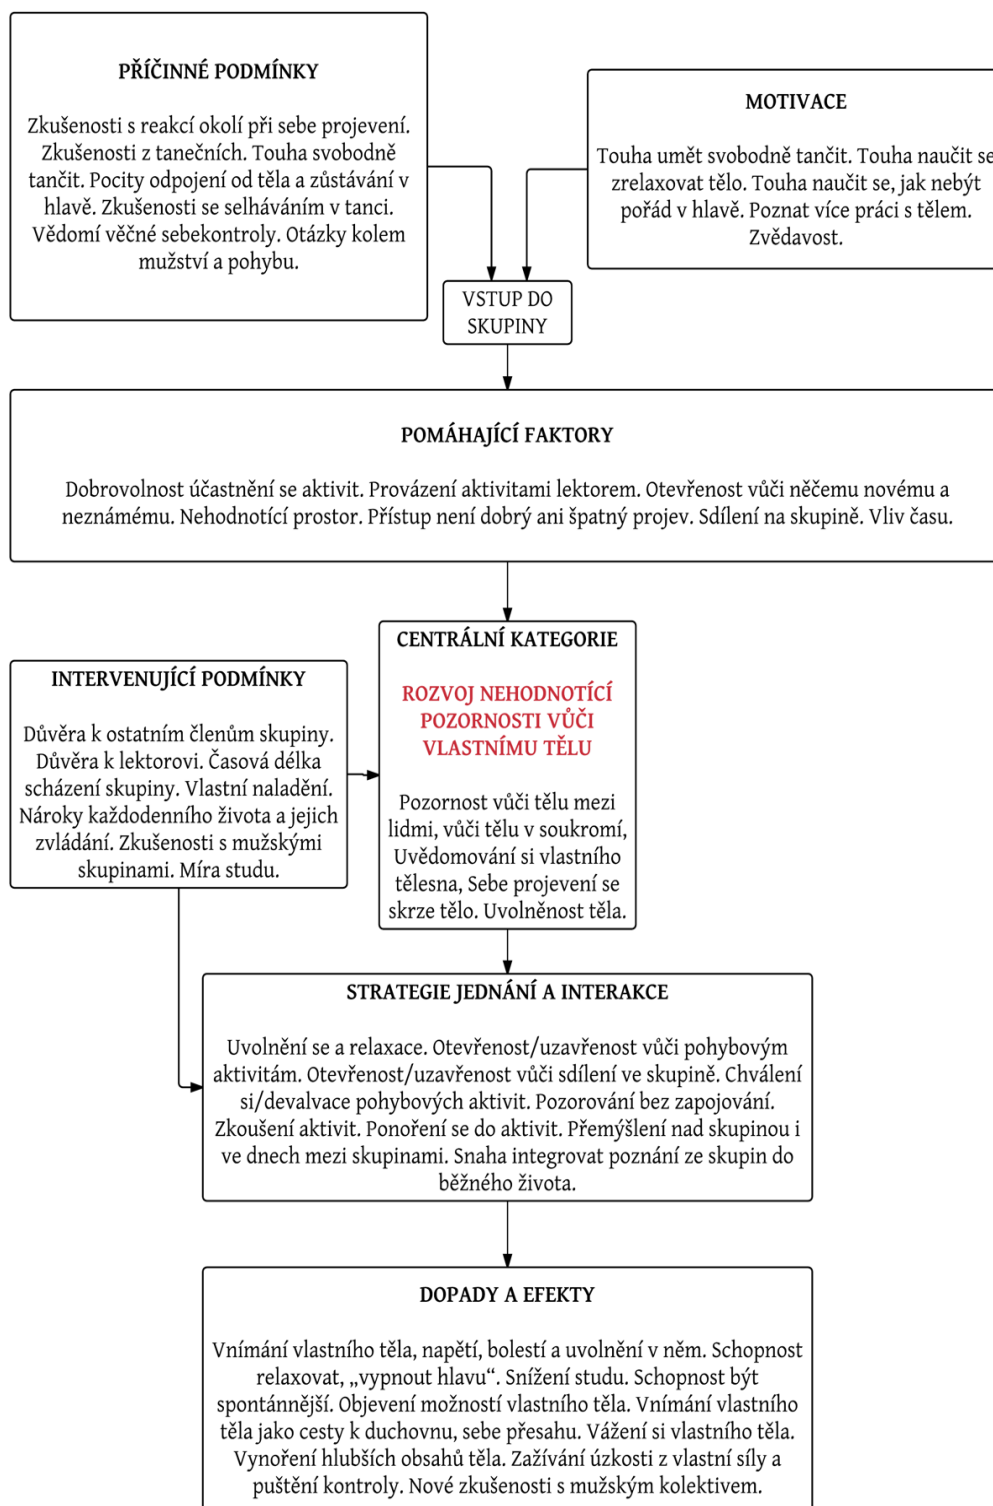 PŘÍČINNÉ PODMÍNKY
Zkušenosti s reakcí okolí při sebe projevení.
Zkušenosti z tanečních. Touha svobodně
tančit. Pocity odpojení od těla a zůstávání v
hlavě. Zkušenosti se selháváním v tanci.
Vědomí věčné sebekontroly. Otázky kolem
mužství a pohybu.
MOTIVACE
Touha umět svobodně tančit. Touha naučit se
zrelaxovat tělo. Touha naučit se, jak nebýt
pořád v hlavě. Poznat více práci s tělem.
Zvědavost.
VSTUP DO
SKUPINY
POMÁHAJÍCÍ FAKTORY
Dobrovolnost účastnění se aktivit. Provázení aktivitami lektorem. Otevřenost vůči něčemu novému a
neznámému. Nehodnotící prostor. Přístup není dobrý ani špatný projev. Sdílení na skupině. Vliv času.
INTERVENUJÍCÍ PODMÍNKY
Důvěra k ostatním členům skupiny.
Důvěra k lektorovi. Časová délka
scházení skupiny. Vlastní naladění.
Nároky každodenního života a jejich
zvládání. Zkušenosti s mužskými
skupinami. Míra studu.
CENTRÁLNÍ KATEGORIE
ROZVOJ NEHODNOTÍCÍ
POZORNOSTI VŮČI
VLASTNÍMU TĚLU
Pozornost vůči tělu mezi
lidmi, vůči tělu v soukromí,
Uvědomování si vlastního
tělesna, Sebe projevení se
skrze tělo. Uvolněnost těla.
STRATEGIE JEDNÁNÍ A INTERAKCE
Uvolnění se a relaxace. Otevřenost/uzavřenost vůči pohybovým
aktivitám. Otevřenost/uzavřenost vůči sdílení ve skupině. Chválení
si/devalvace pohybových aktivit. Pozorování bez zapojování.
Zkoušení aktivit. Ponoření se do aktivit. Přemýšlení nad skupinou i
ve dnech mezi skupinami. Snaha integrovat poznání ze skupin do
běžného života.
DOPADY A EFEKTY
Vnímání vlastního těla, napětí, bolestí a uvolnění v něm. Schopnost
relaxovat, „vypnout hlavu“. Snížení studu. Schopnost být
spontánnější. Objevení možností vlastního těla. Vnímání vlastního
těla jako cesty k duchovnu, sebe přesahu. Vážení si vlastního těla.
Vynoření hlubších obsahů těla. Zažívání úzkosti z vlastní síly a
puštění kontroly. Nové zkušenosti s mužským kolektivem.